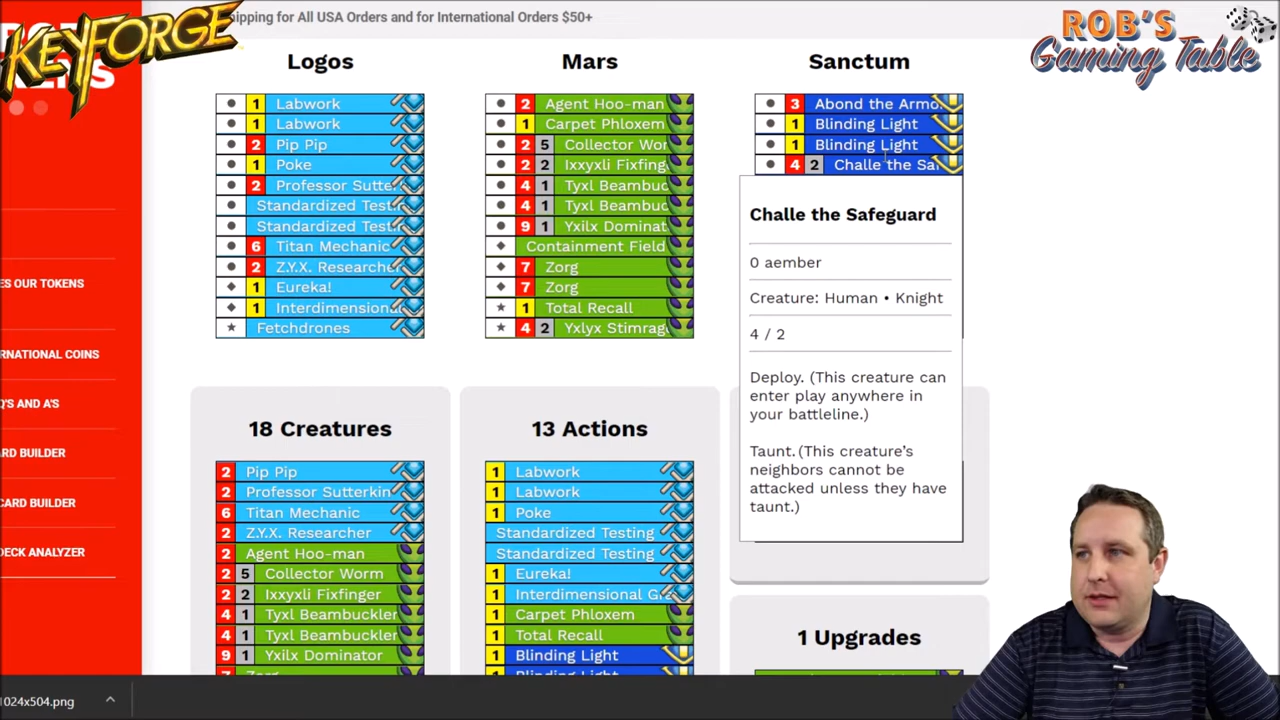 KEYFORGE
hipping for All USA Orders and for International Orders $50+
ROB'S
Gaming Table
ES OUR TOKENS
RNATIONAL COINS
Q'S AND A'S
ARD BUILDER
CARD BUILDER
DECK ANALYZER
Logos
1 Labwork
1 Labwork
2 Pip Pip
1 Poke
2 Professor Sutte
Standardized Test
Standardized Test
6 Titan Mechanic
2 Z.Y.X. Researche
1 Eureka!
1 Interdimensiona
Fetchdrones
Mars
2 Agent Hoo-man
1 Carpet Phloxem
2 5 Collector Wor
2 2 Ixxyxli Fixfing
4 1 Tyxl Beambuc
4 1 Tyxl Beambuc
9 1 Yxilx Dominat
Containment Field
7 Zorg
7 Zorg
1 Total Recall
4 2 Yxlyx Stimrag
Sanctum
3 Abond the Armo
1 Blinding Light
1 Blinding Light
4 2 Challe the Sa
Challe the Safeguard
0 aember
Creature: Human • Knight
4 / 2
Deploy. (This creature can
enter play anywhere in
your battleline.)
Taunt. (This creature's
neighbors cannot be
attacked unless they have
taunt.)
18 Creatures
2 Pip Pip
2 Professor Sutterkin
6 Titan Mechanic
2 Z.Y.X. Researcher
2 Agent Hoo-man
2 5 Collector Worm
2 2 Ixxyxli Fixfinger
4 1 Tyxl Beambuckler
4 1 Tyxl Beambuckler
9 1 Yxilx Dominator
13 Actions
1 Labwork
1 Labwork
1 Poke
Standardized Testing
Standardized Testing
1 Eureka!
1 Interdimensional Gr
1 Carpet Phloxem
1 Total Recall
1 Blinding Light
1 Upgrades
1024x504.png